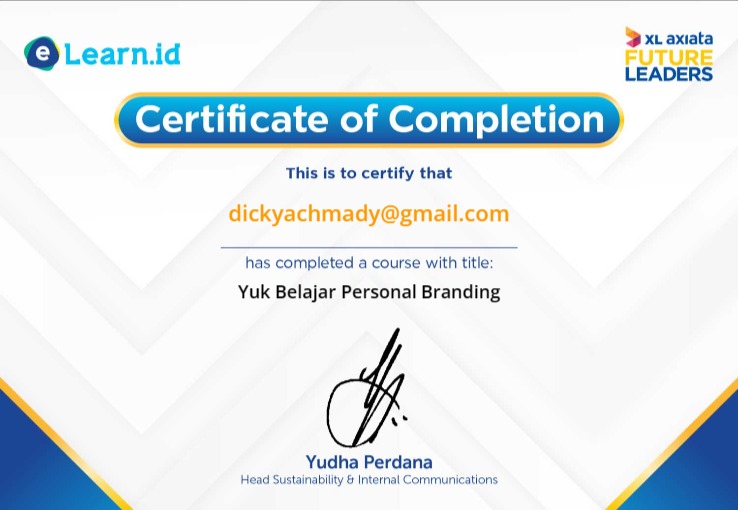 e Learn.id
XL axiata
FUTURE
LEADERS
Certificate of Completion
This is to certify that
dickyachmady@gmail.com
has completed a course with title:
Yuk Belajar Personal Branding
Yudha Perdana
Head Sustainability & Internal Communications